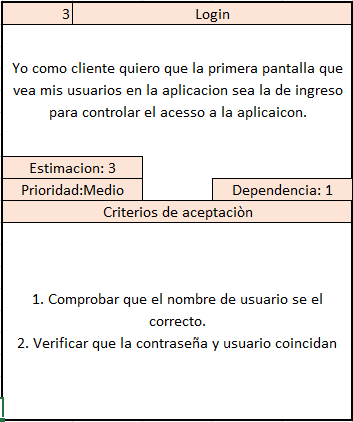 3 Login
Yo como cliente quiero que la primera pantalla que
vea mis usuarios en la aplicacion sea la de ingreso
para controlar el acesso a la aplicaicon.
Estimacion: 3
Prioridad:Medio Dependencia: 1
Criterios de aceptaciòn
1. Comprobar que el nombre de usuario se el
correcto.
2. Verificar que la contraseña y usuario coincidan